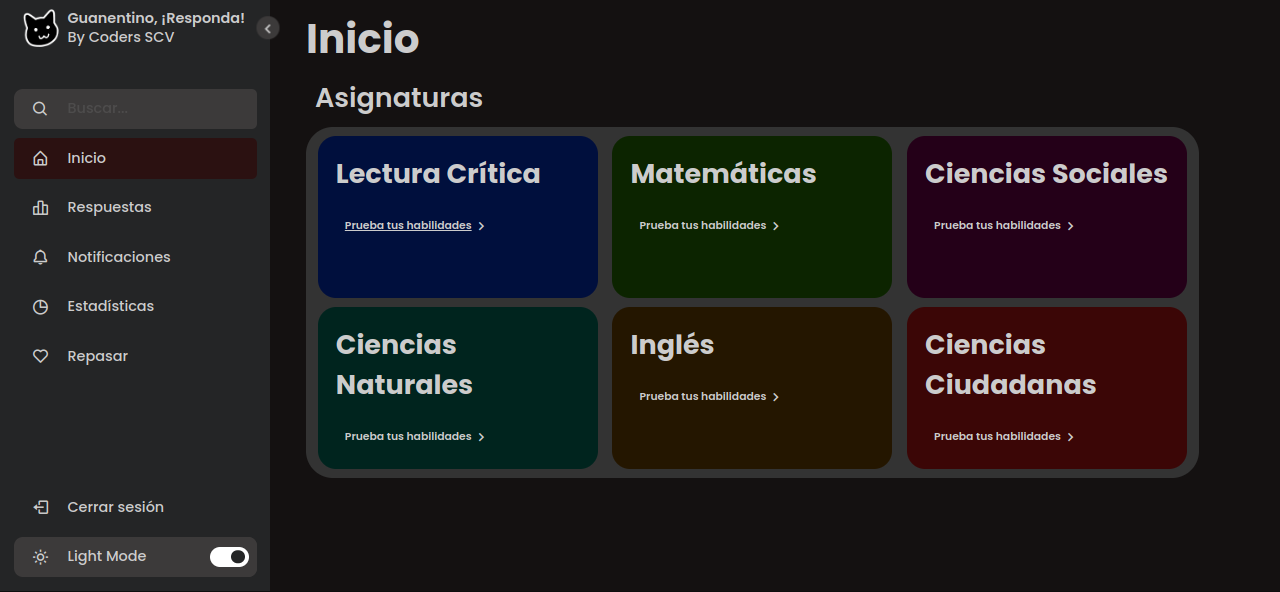 Guanentino, ¡Responda!
By Coders SCV
Buscar...
Inicio
Respuestas
Notificaciones
Estadísticas
Repasar
Cerrar sesión
Light Mode
Inicio
Asignaturas
Lectura Crítica
Prueba tus habilidades
Matemáticas
Prueba tus habilidades
Ciencias Sociales
Prueba tus habilidades
Ciencias
Naturales
Prueba tus habilidades
Inglés
Prueba tus habilidades
Ciencias
Ciudadanas
Prueba tus habilidades